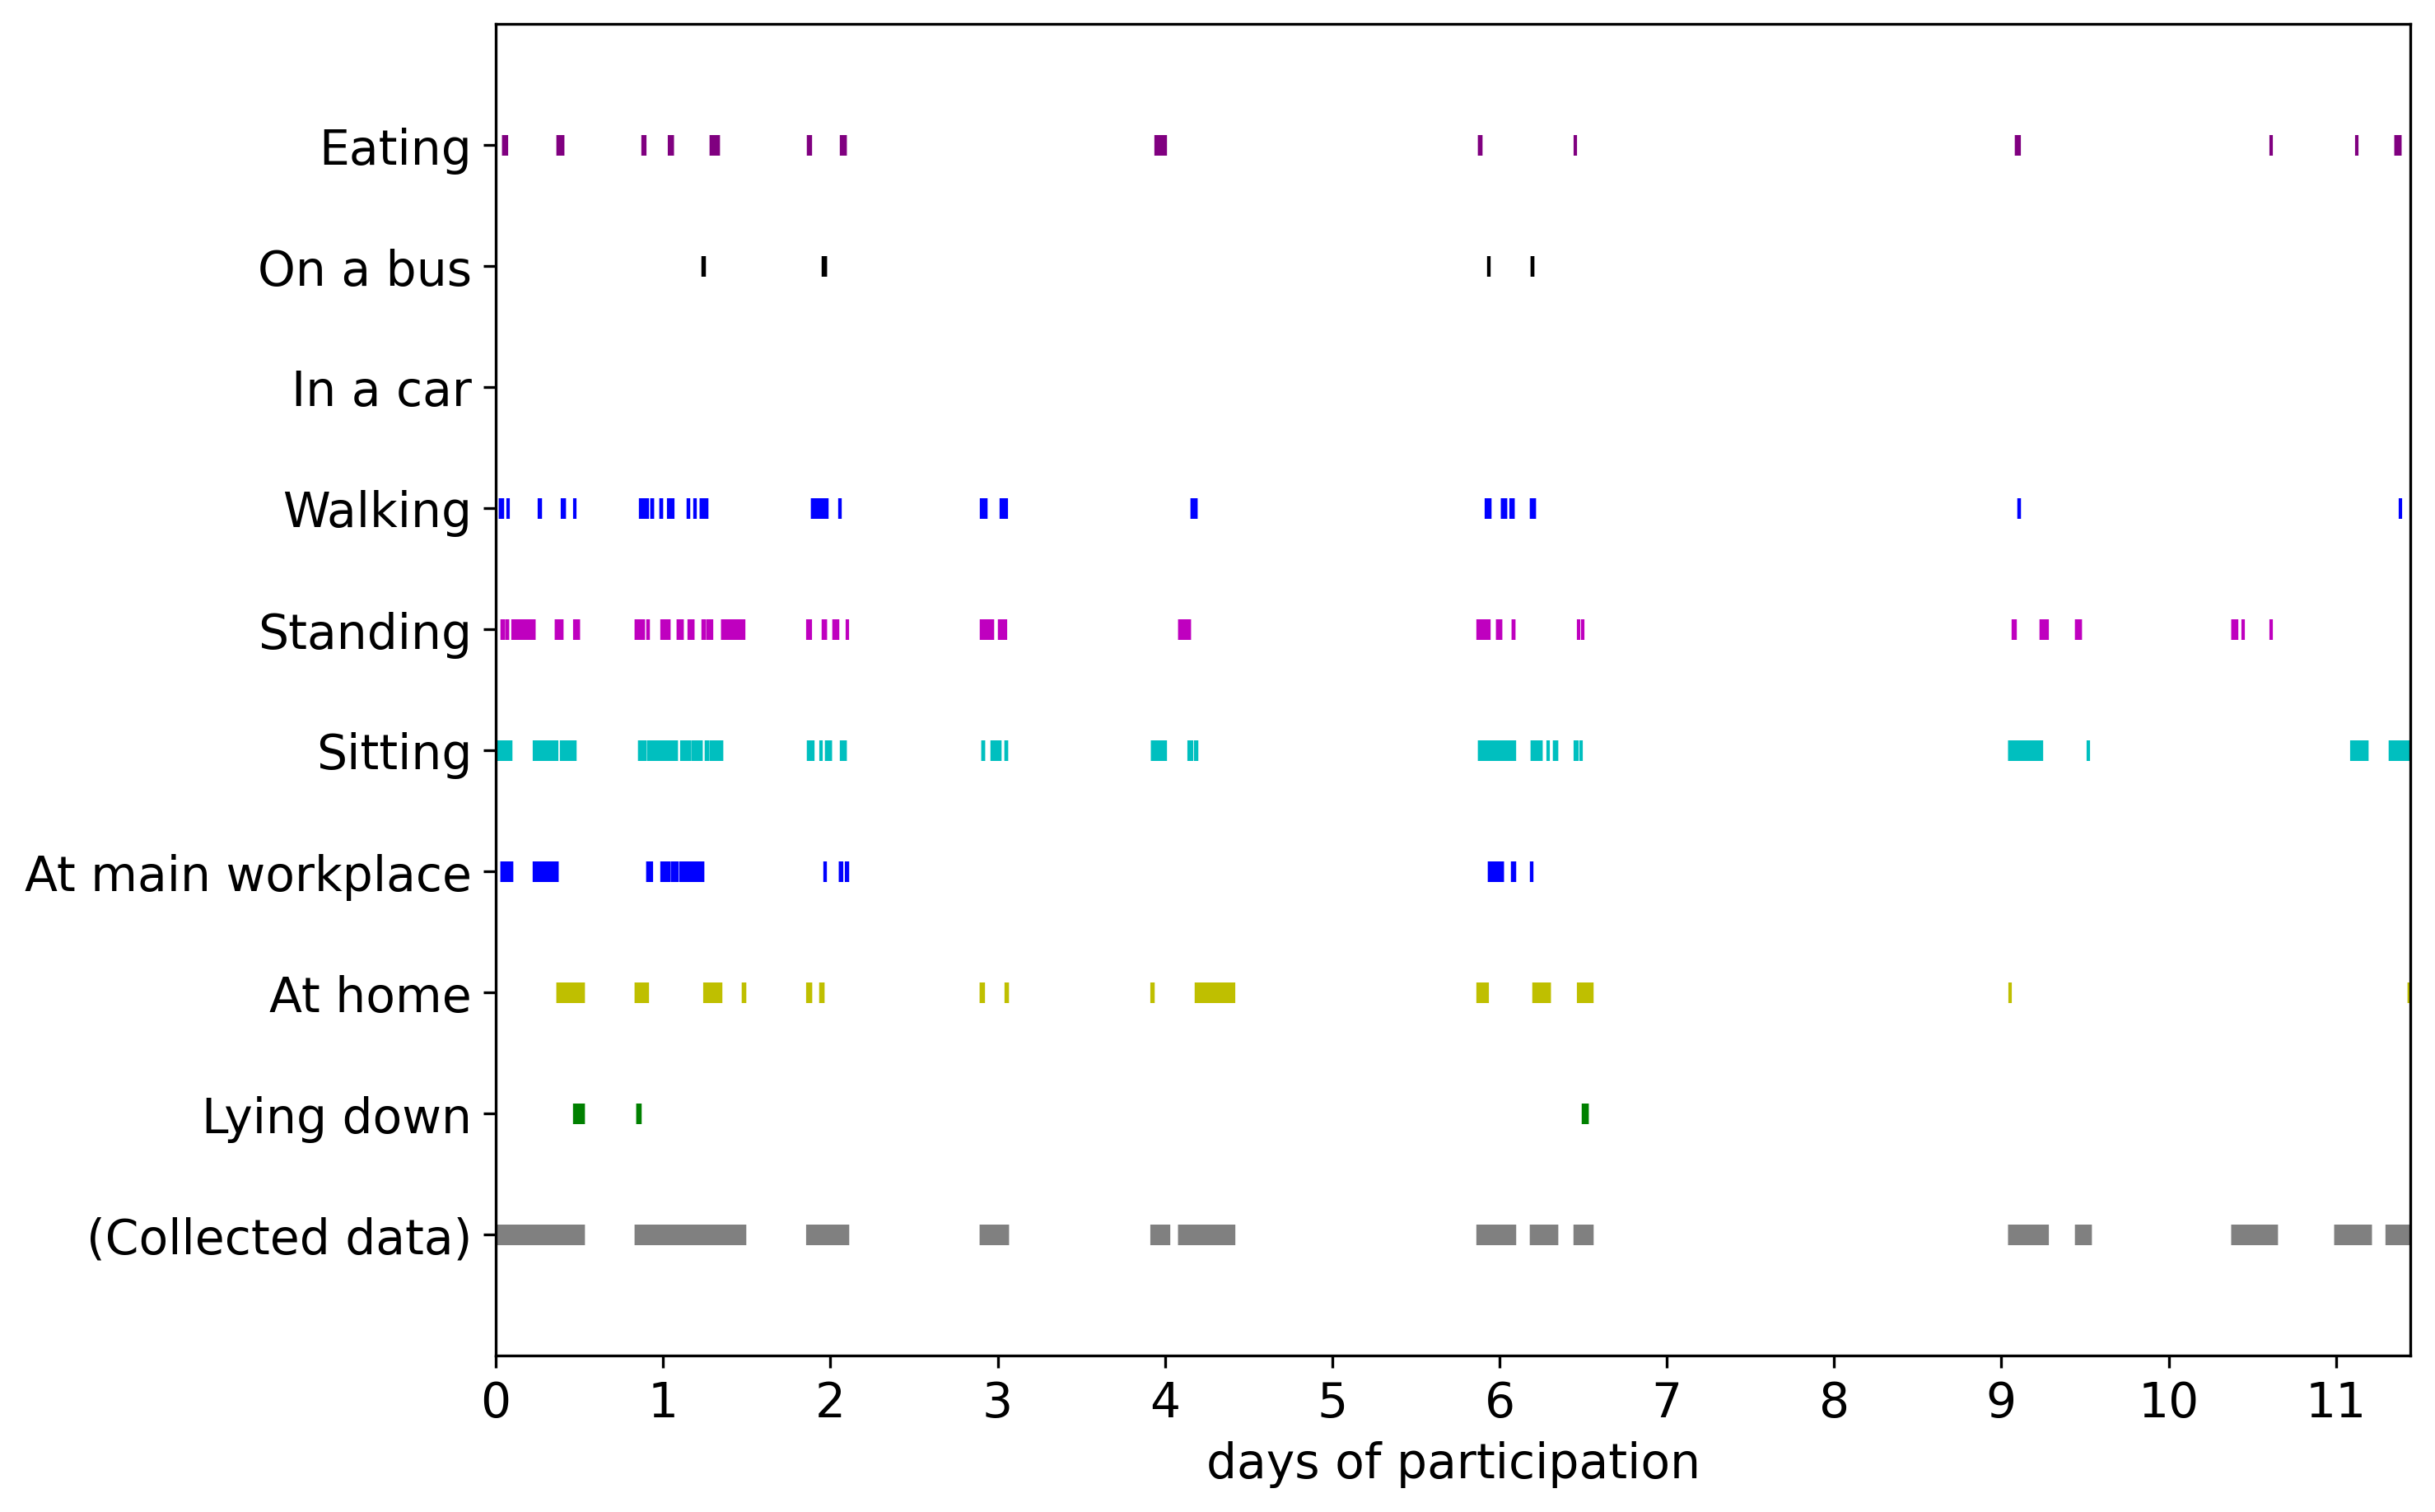 Eating
On a bus
In a car
Walking
Standing
Sitting
At main workplace
At home
Lying down
(Collected data)
0 1 2 3 4 5 6 7 8 9 10 11
days of participation